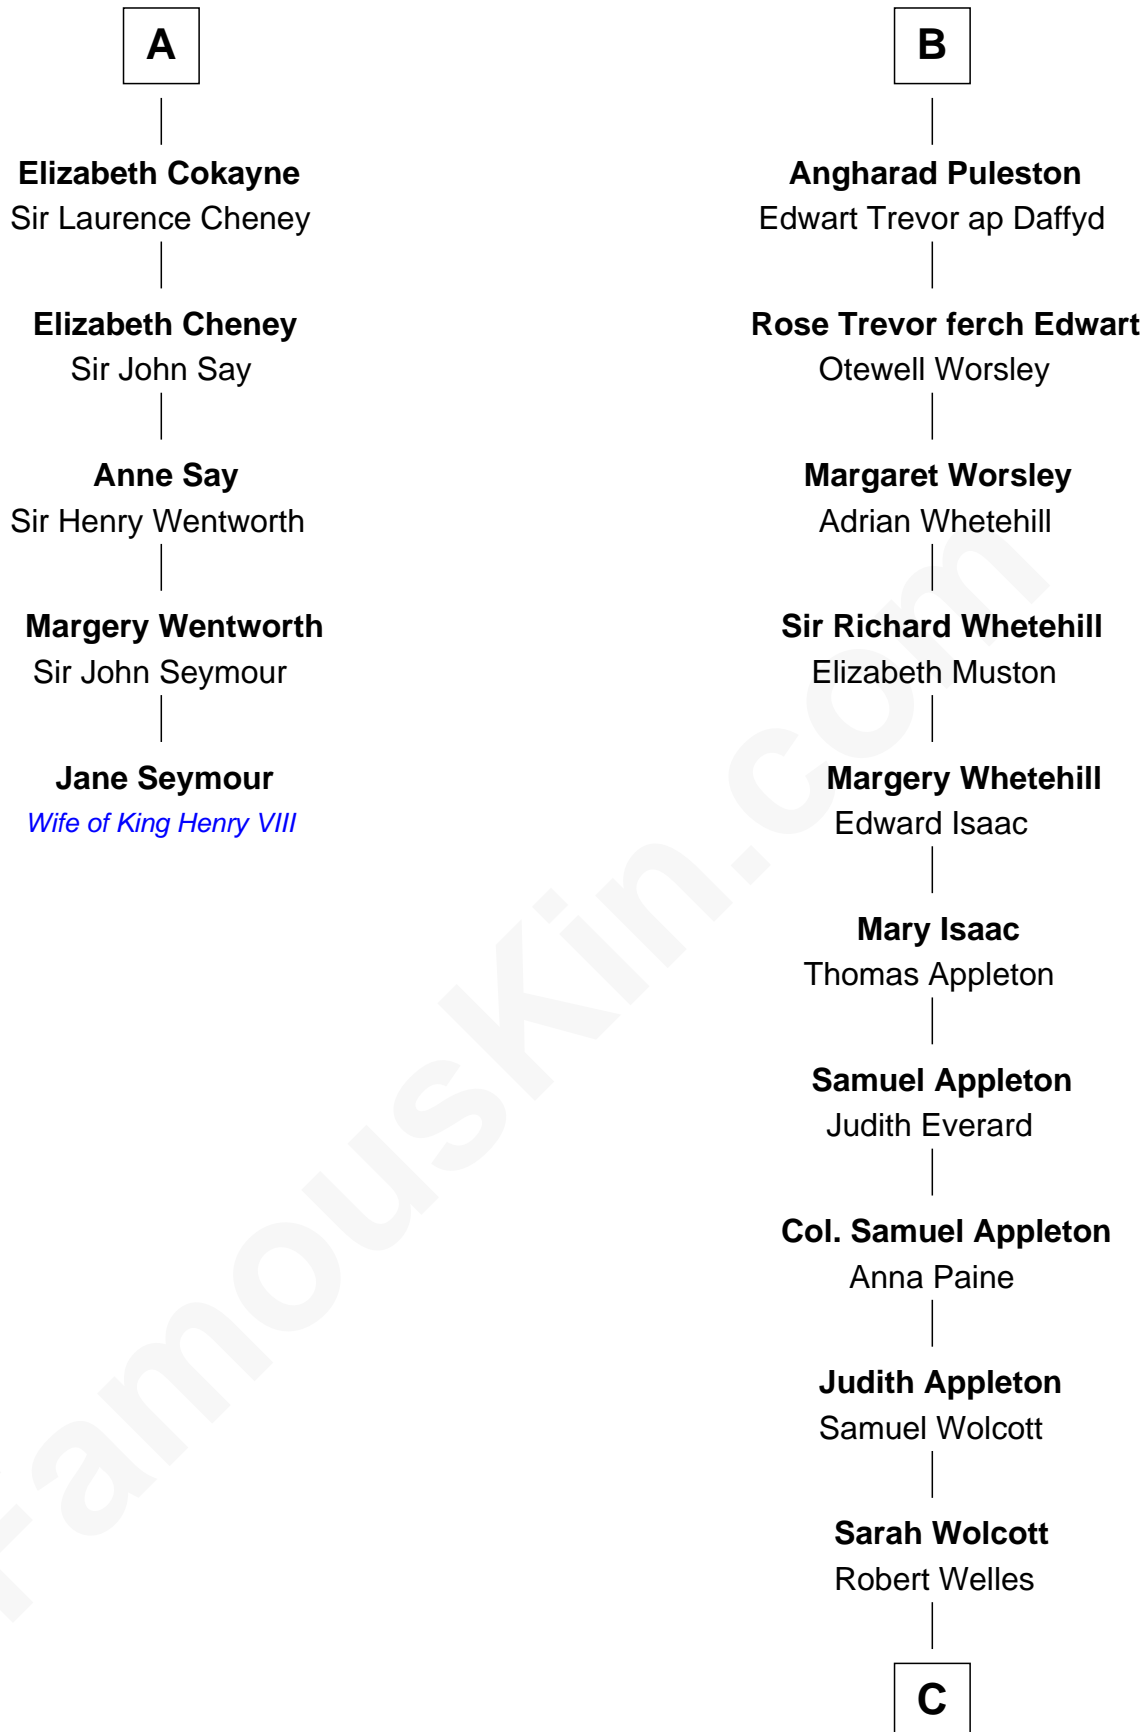 A
Elizabeth Cokayne
Sir Laurence Cheney
Elizabeth Cheney
Sir John Say
Anne Say
Sir Henry Wentworth
Margery Wentworth
Sir John Seymour
Jane Seymour
Wife of King Henry VIII
B
Angharad Puleston
Edwart Trevor ap Daffyd
Rose Trevor ferch Edwart
Otewell Worsley
Margaret Worsley
Adrian Whetehill
Sir Richard Whetehill
Elizabeth Muston
Margery Whetehill
Edward Isaac
Mary Isaac
Thomas Appleton
Samuel Appleton
Judith Everard
Col. Samuel Appleton
Anna Paine
Judith Appleton
Samuel Wolcott
Sarah Wolcott
Robert Welles
C
FamousKin.com